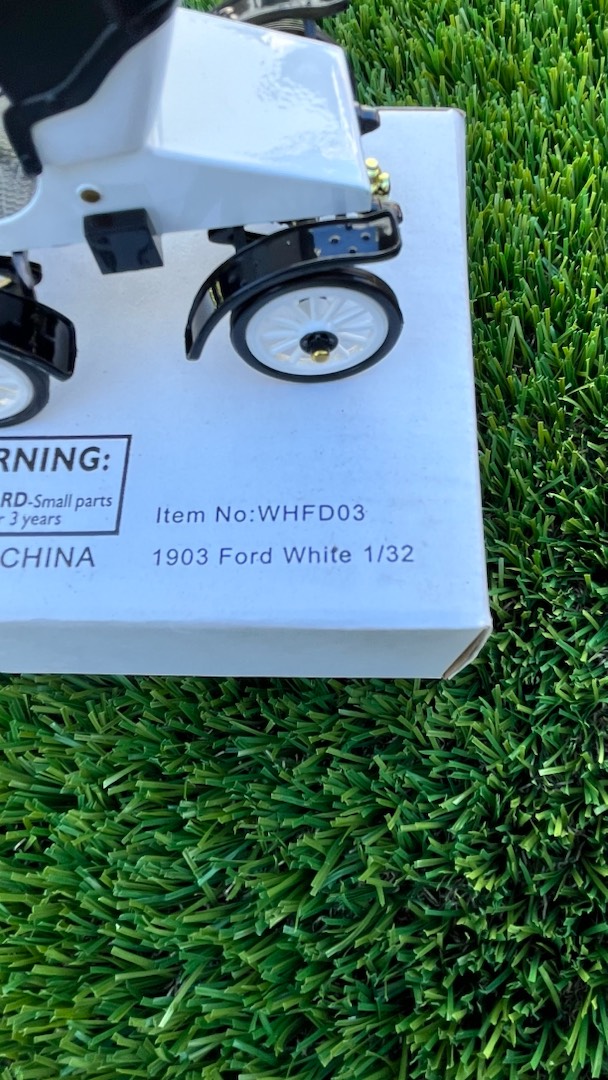 RNING:
RD-Small parts
r 3 years
CHINA
Item No:WHFD03
1903 Ford White 1/32